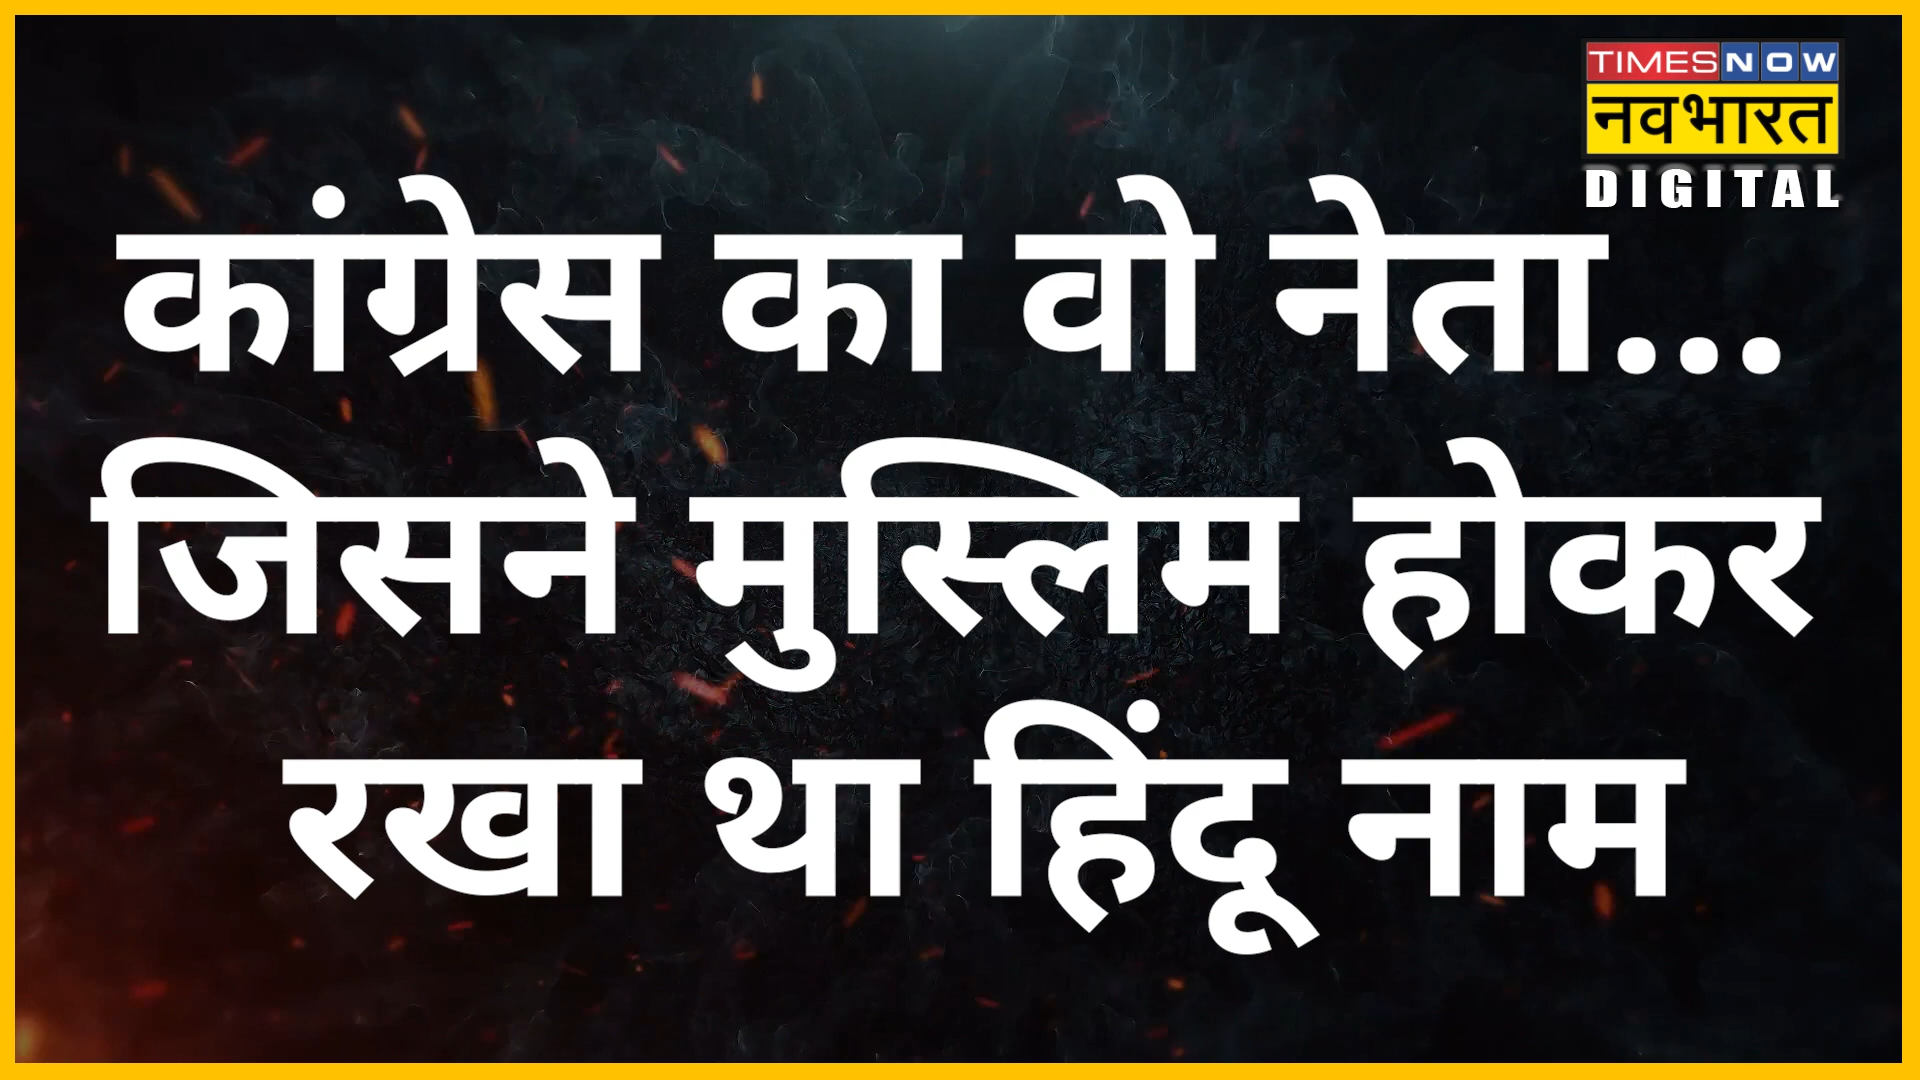 TIMES NOW
नवभारत
DIGITAL
कांग्रेस का वो नेता...
जिसने मुस्लिम होकर
रखा था हिंदू नाम